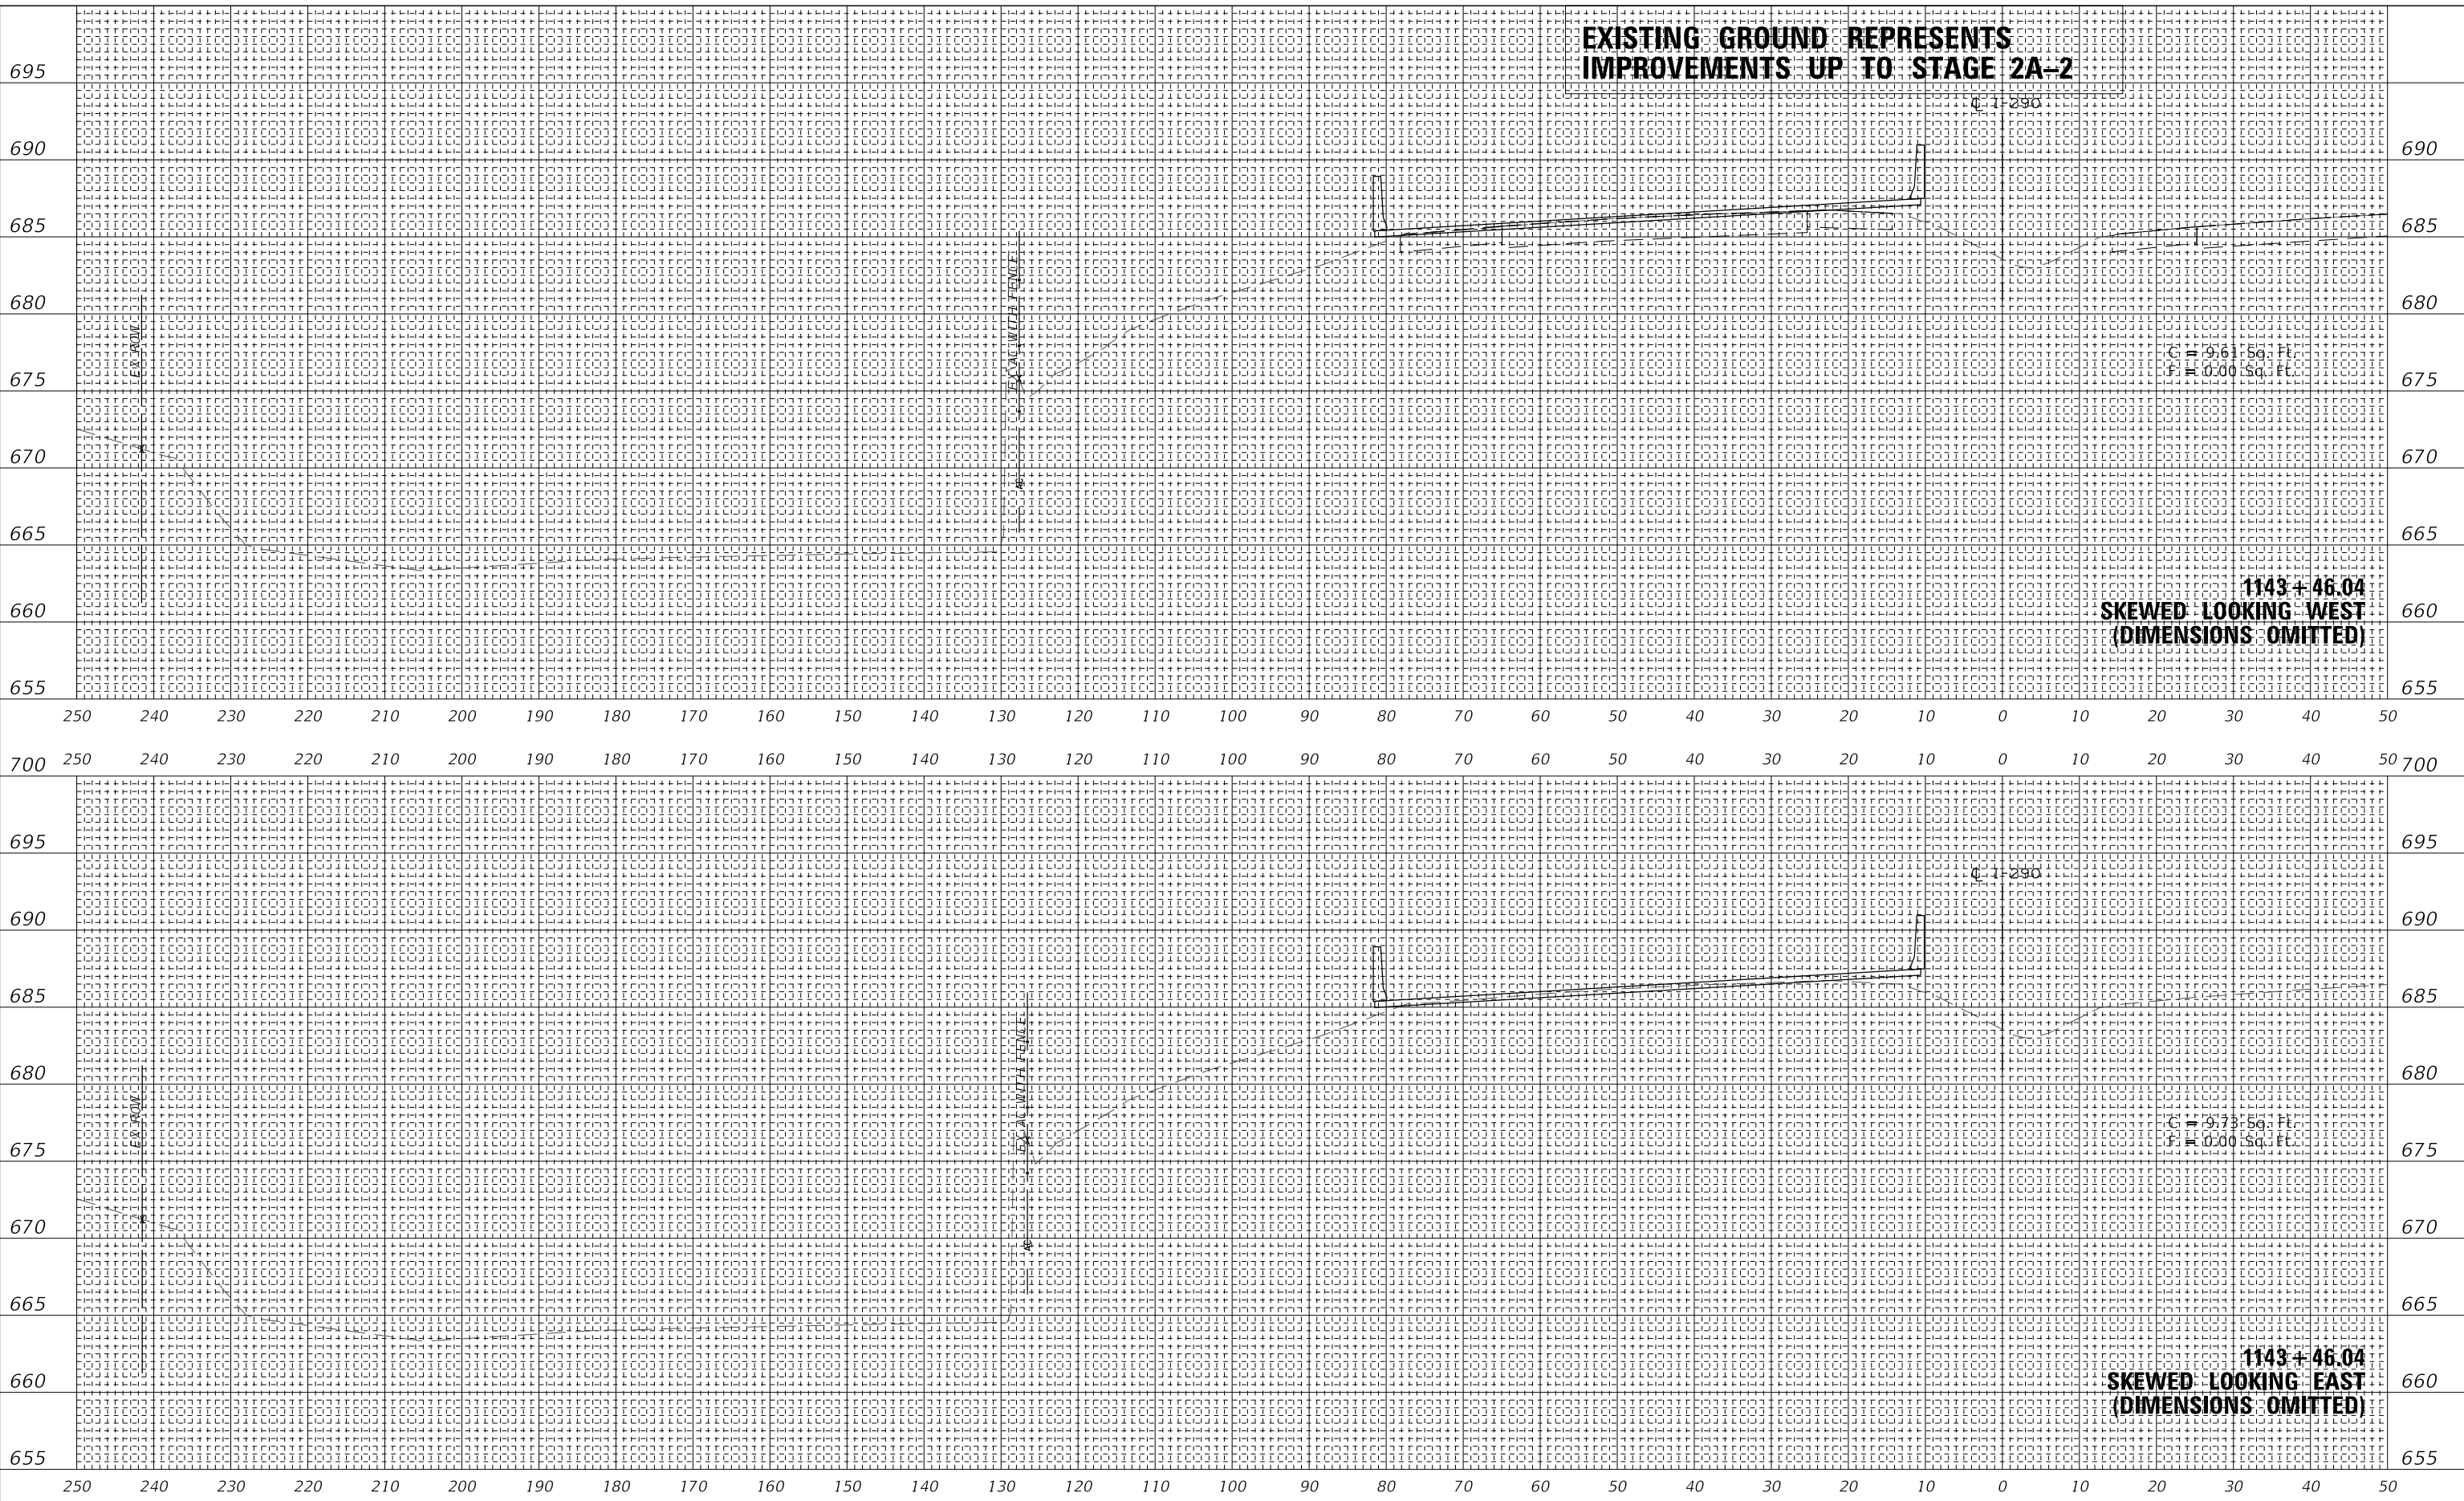 EXISTING GROUND REPRESENTS
IMPROVEMENTS UP TO STAGE 2A–2
695
℄ I-290
690 690
685 685
EX AC WITH FENCE
680 680
EX ROW
C = 9.61 Sq. Ft.
F = 0.00 Sq. Ft.
675 675
670 670
AC
665 665
1143 + 46.04
660 SKEWED LOOKING WEST 660
(DIMENSIONS OMITTED)
655 655
250 240 230 220 210 200 190 180 170 160 150 140 130 120 110 100 90 80 70 60 50 40 30 20 10 0 10 20 30 40 50
700 250 240 230 220 210 200 190 180 170 160 150 140 130 120 110 100 90 80 70 60 50 40 30 20 10 0 10 20 30 40 50 700
695 695
℄ I-290
690 690
685 685
EX AC WITH FENCE
680 680
EX ROW
C = 9.73 Sq. Ft.
F = 0.00 Sq. Ft.
675 675
670 670
AC
665 665
1143 + 46.04
660 SKEWED LOOKING EAST 660
(DIMENSIONS OMITTED)
655 655
250 240 230 220 210 200 190 180 170 160 150 140 130 120 110 100 90 80 70 60 50 40 30 20 10 0 10 20 30 40 50